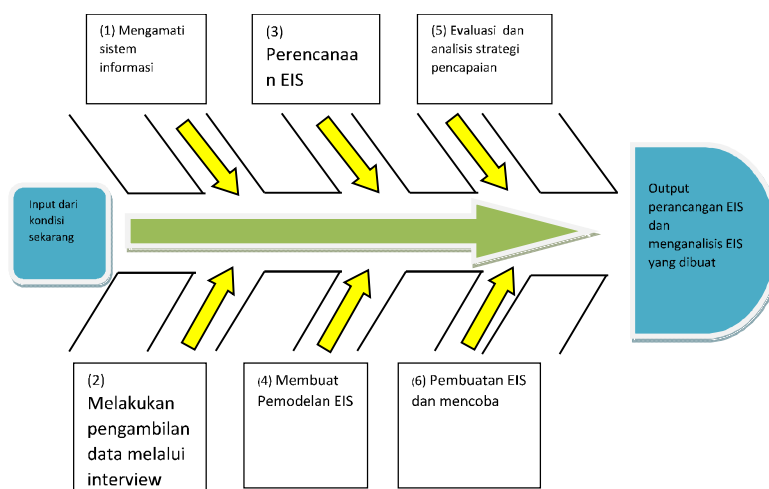 (1) Mengamati
sistem
informasi
(3)
Perencanaa
n EIS
(5) Evaluasi dan
analisis strategi
pencapaian
Input dari
kondisi
sekarang
Output
perancangan EIS
dan
menganalisis EIS
yang dibuat
(2)
Melakukan
pengambilan
data melalui
interview
(4) Membuat
Pemodelan EIS
(6) Pembuatan EIS
dan mencoba